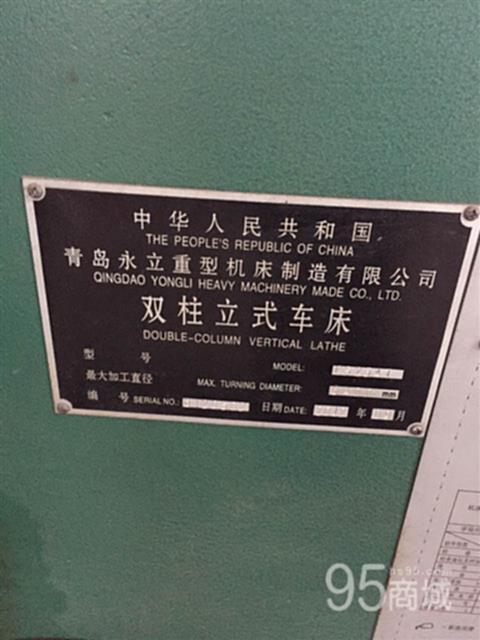 中华人民共和国
THE PEOPLE'S REPUBLIC OF CHINA
青岛永立重型机床制造有限公司
QINGDAO YONGLI HEAVY MACHINERY MADE CO., LTD.
双柱立式车床
DOUBLE-COLUMN VERTICAL LATHE
型 号 MODEL:
最大加工直径 MAX. TURNING DIAMETER: mm
编 号 SERIAL NO.: 日期 DATE: 年 月
95商城